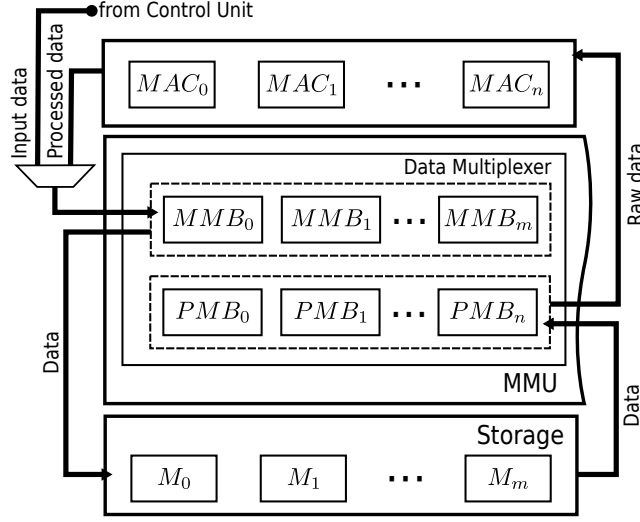 from Control Unit
Input data
Processed data
MAC₀ MAC₁ ··· MACₙ
Raw data
Data Multiplexer
MMB₀ MMB₁ ··· MMBₘ
PMB₀ PMB₁ ··· PMBₙ
Data
MMU
Data
Storage
M₀ M₁ ··· Mₘ